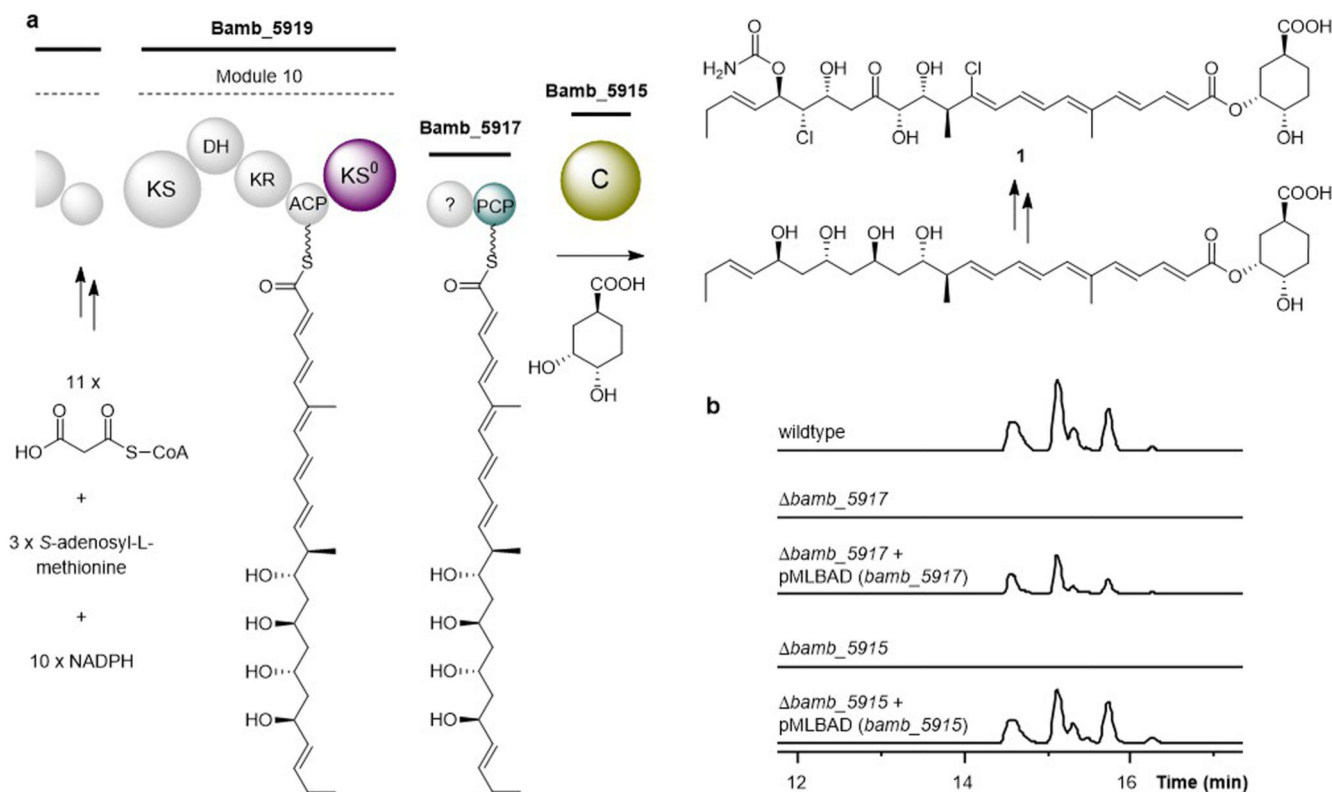 a
Bamb_5919
Module 10
KS
DH
KR
ACP
KS⁰
Bamb_5917
?
PCP
Bamb_5915
C
S
O
S
O
COOH
HO
OH
11 x
O O
HO S–CoA
+
3 x S-adenosyl-L-
methionine
+
10 x NADPH
HO
HO
HO
HO
HO
HO
HO
HO
O
H₂N O OH O OH Cl
Cl OH
O
O
COOH
OH
1
OH OH OH OH
O
O
COOH
OH
b
wildtype
Δbamb_5917
Δbamb_5917 +
pMLBAD (bamb_5917)
Δbamb_5915
Δbamb_5915 +
pMLBAD (bamb_5915)
12 14 16 Time (min)